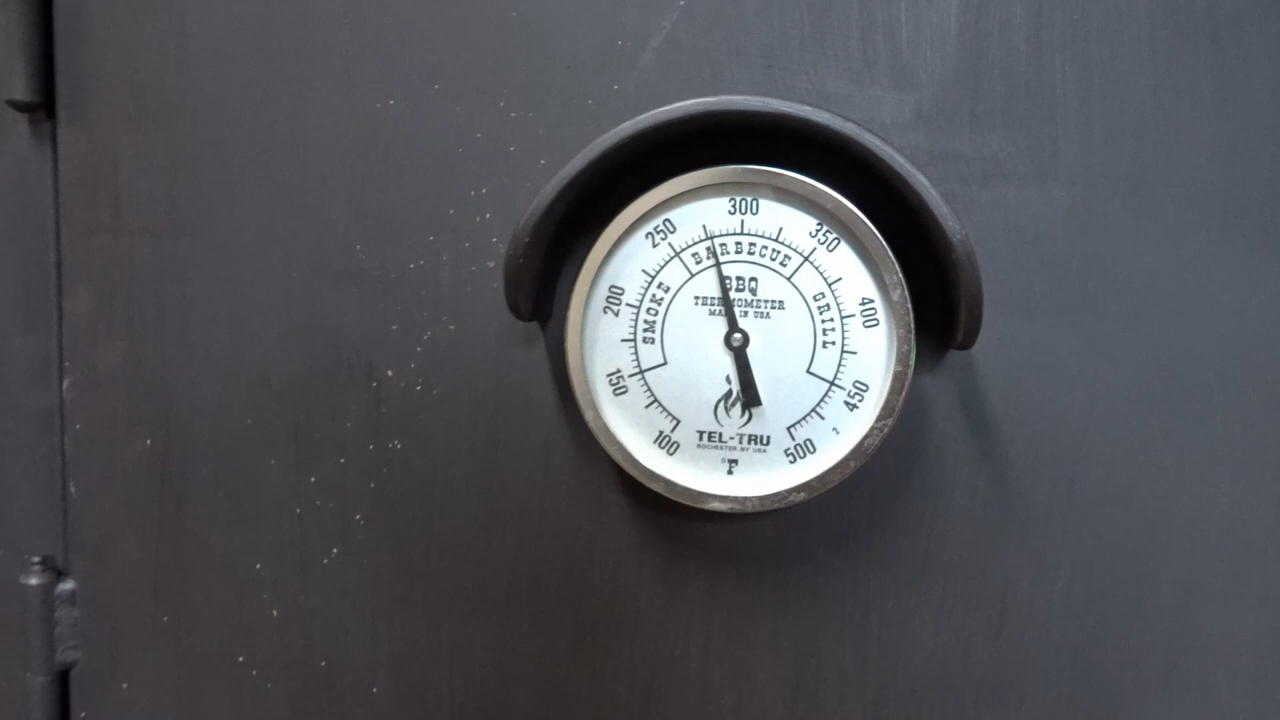 300
250
350
BARBECUE
200
SMOKE
BBQ
GRILL
400
THERMOMETER
MADE IN USA
150
450
100
TEL-TRU
500
2
ROCHESTER, NY USA
°F